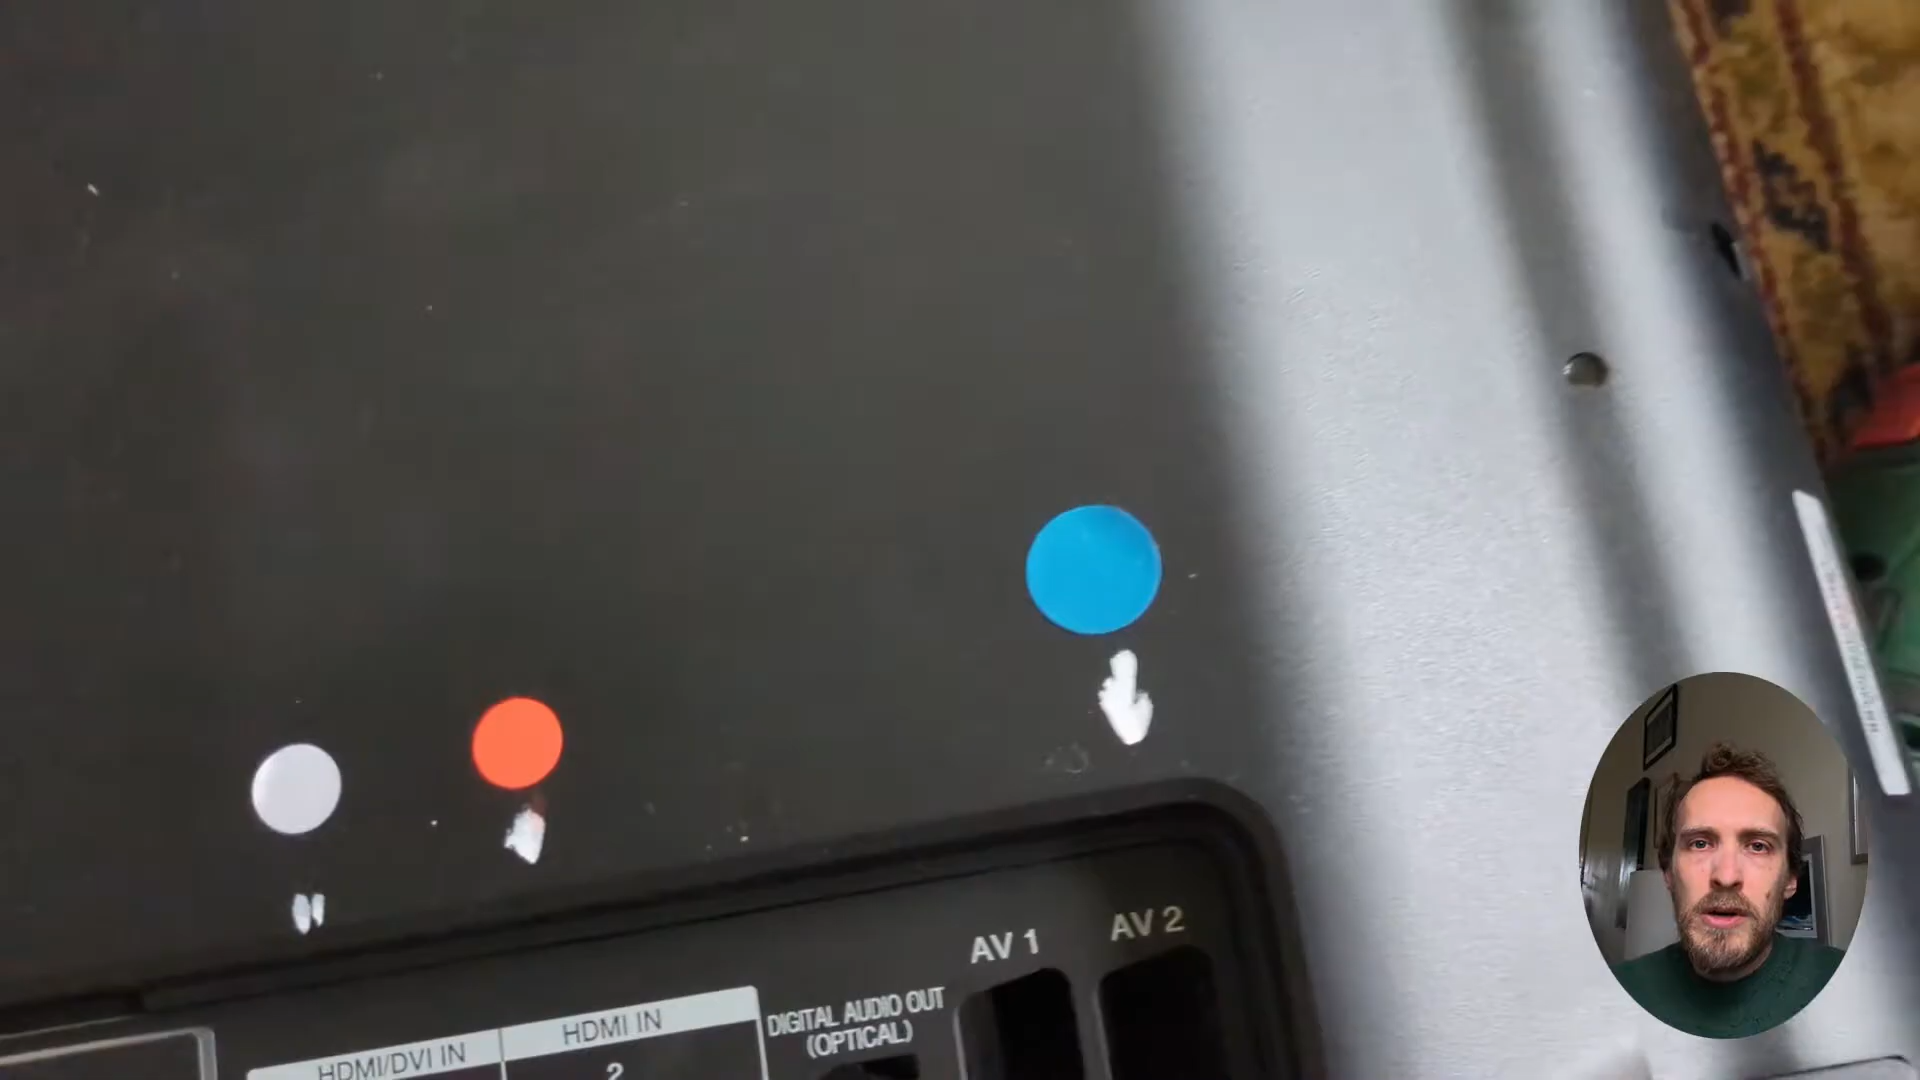 AV 1
AV 2
DIGITAL AUDIO OUT
(OPTICAL)
HDMI IN
2
HDMI/DVI IN